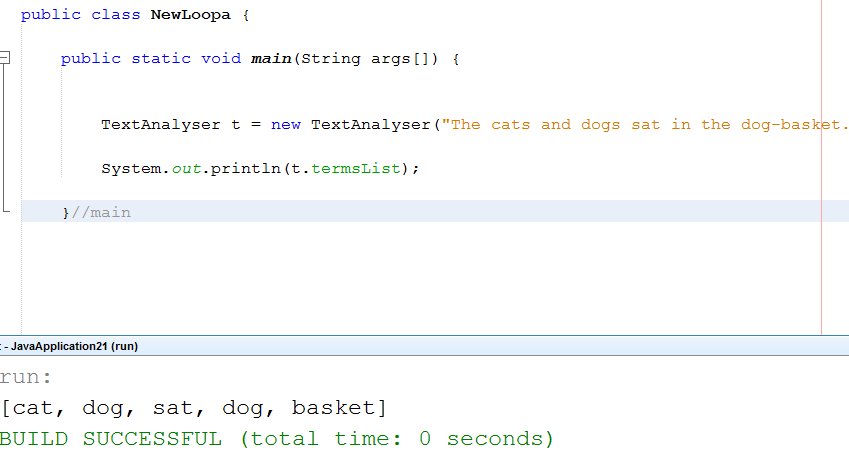 public class NewLoopa {
public static void main(String args[]) {
TextAnalyser t = new TextAnalyser("The cats and dogs sat in the dog-basket.
System.out.println(t.termsList);
}//main
: - JavaApplication21 (run)
run:
[cat, dog, sat, dog, basket]
BUILD SUCCESSFUL (total time: 0 seconds)